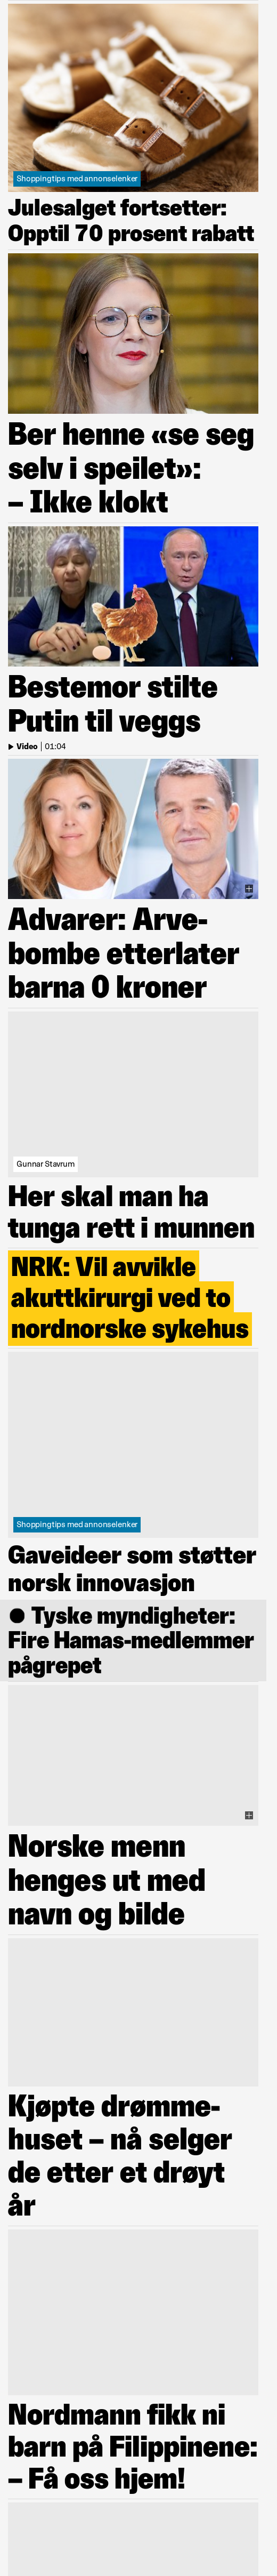 Shoppingtips med annonselenker
Julesalget fortsetter:
Opptil 70 prosent rabatt
Ber henne «se seg
selv i speilet»:
– Ikke klokt
Bestemor stilte
Putin til veggs
Video | 01:04
Advarer: Arve-
bombe etterlater
barna 0 kroner
Gunnar Stavrum
Her skal man ha
tunga rett i munnen
NRK: Vil avvikle
akuttkirurgi ved to
nordnorske sykehus
Shoppingtips med annonselenker
Gaveideer som støtter
norsk innovasjon
Tyske myndigheter:
Fire Hamas-medlemmer
pågrepet
Norske menn
henges ut med
navn og bilde
Kjøpte drømme-
huset – nå selger
de etter et drøyt
år
Nordmann fikk ni
barn på Filippinene:
– Få oss hjem!